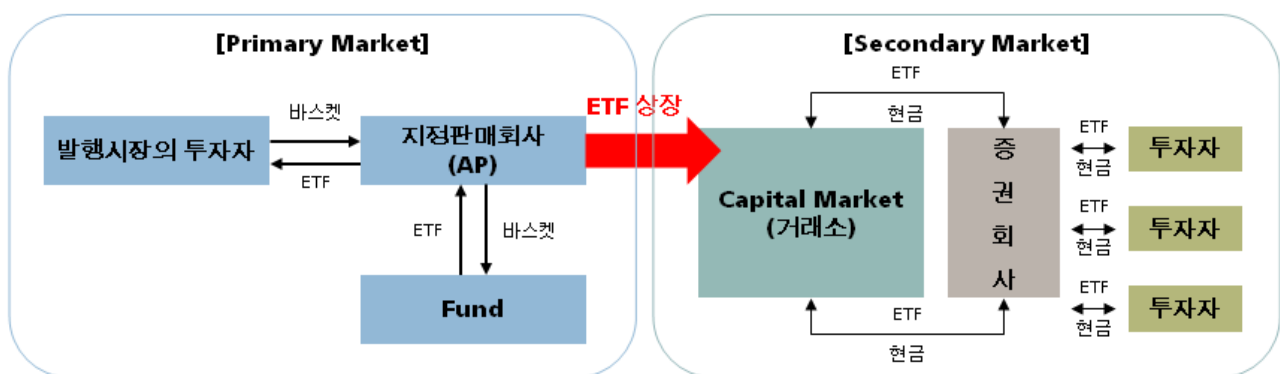 [Primary Market]
발행시장의 투자자
바스켓
ETF
지정판매회사
(AP)
ETF
바스켓
Fund
ETF 상장
[Secondary Market]
ETF
현금
Capital Market
(거래소)
증
권
회
사
ETF
현금
ETF
현금
투자자
ETF
현금
투자자
ETF
현금
투자자